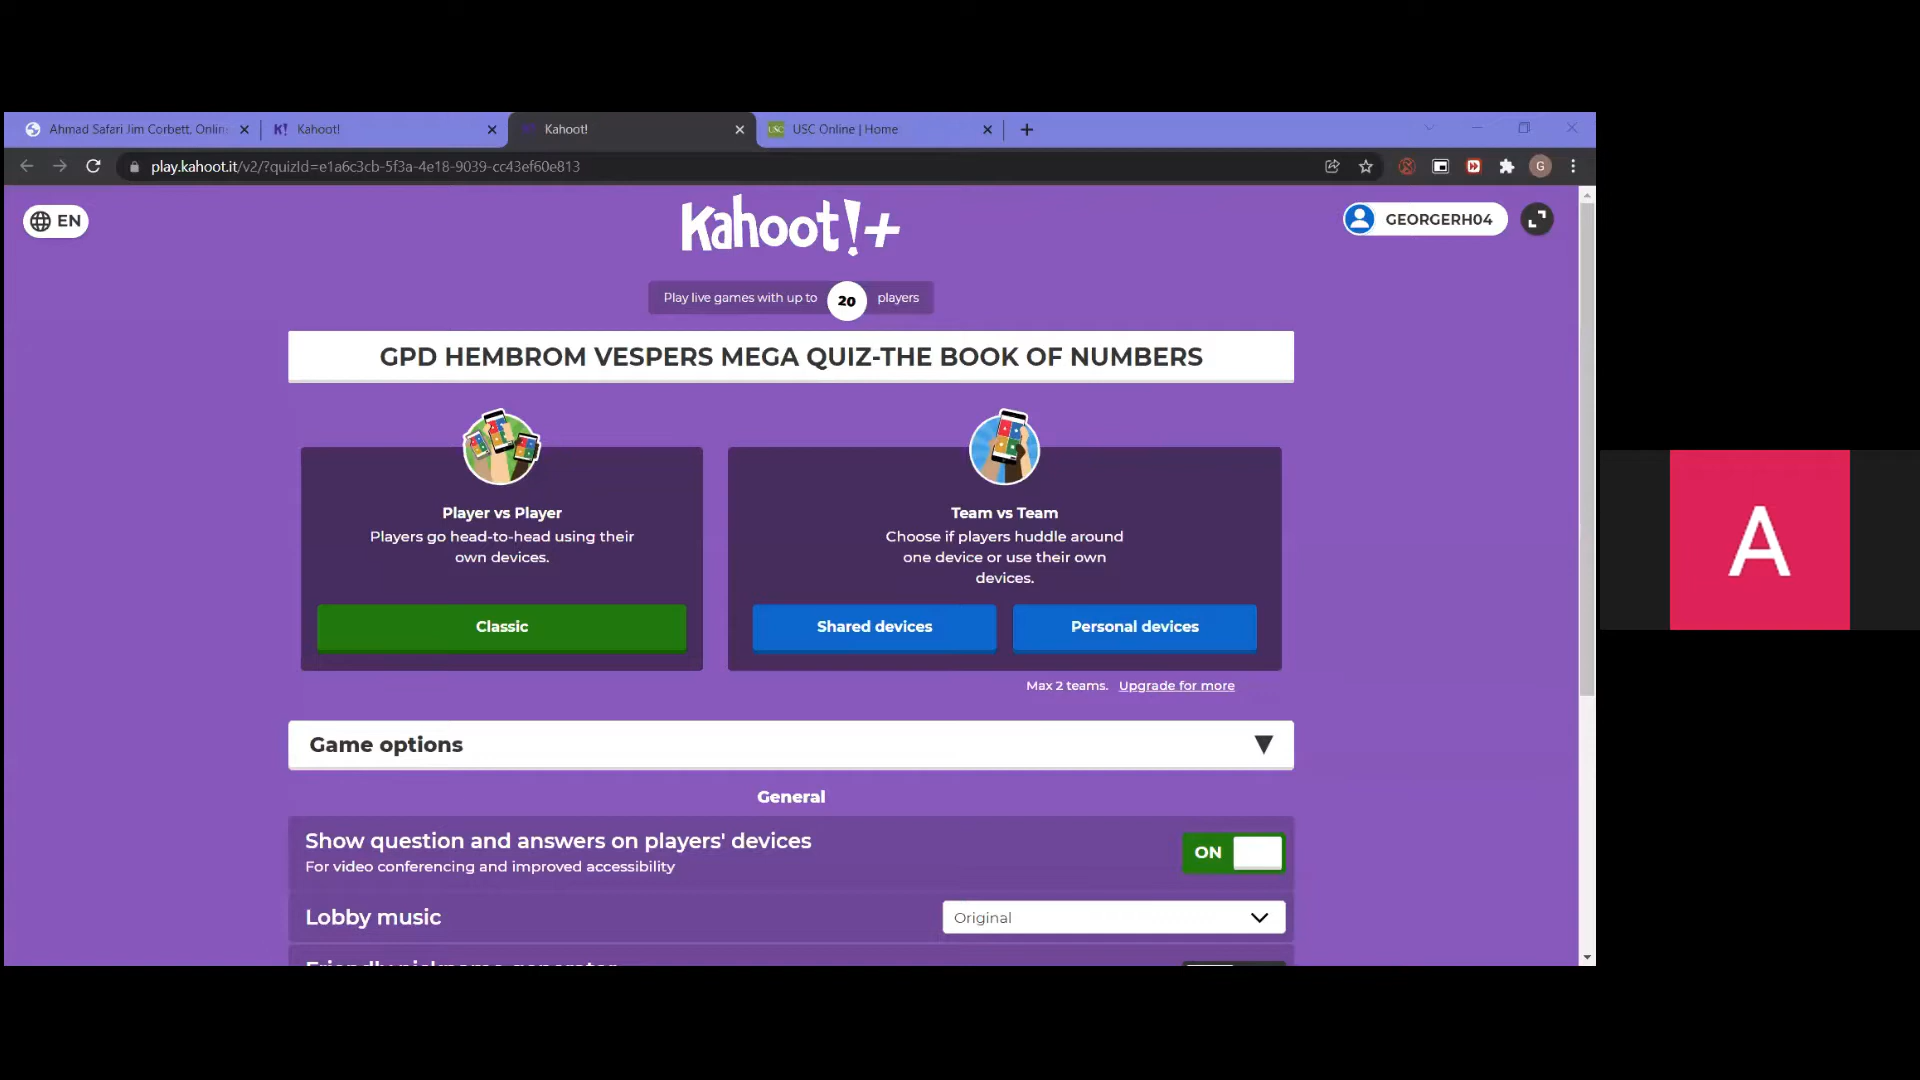 Ahmad Safari Jim Corbett, Onlin
Kahoot!
Kahoot!
USC Online | Home
play.kahoot.it/v2/?quizId=e1a6c3cb-5f3a-4e18-9039-cc43ef60e813
G
EN
Kahoot!+
GEORGERH04
Play live games with up to 20 players
GPD HEMBROM VESPERS MEGA QUIZ-THE BOOK OF NUMBERS
Player vs Player
Players go head-to-head using their
own devices.
Classic
Team vs Team
Choose if players huddle around
one device or use their own
devices.
Shared devices
Personal devices
Max 2 teams. Upgrade for more
Game options
General
Show question and answers on players' devices
For video conferencing and improved accessibility
ON
Lobby music
Original
Friendly nickname generator
A